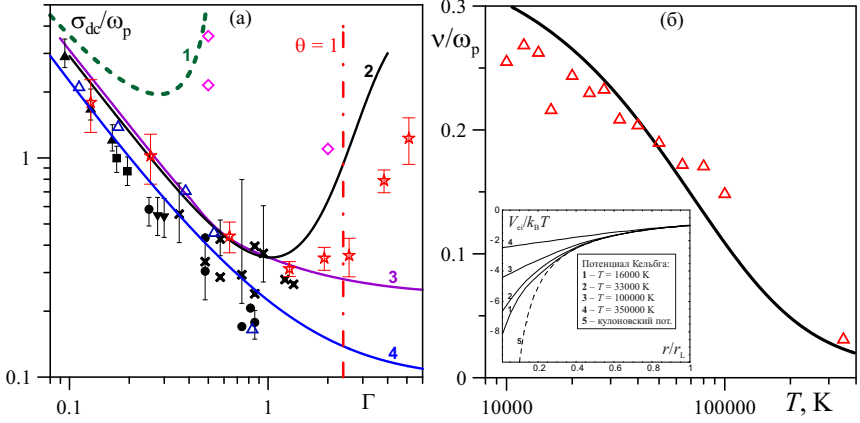 σdc/ωp
(а)
θ = 1
1
2
3
4
1
0.1
0.1
1
Γ
ν/ωp
(б)
0.3
0.2
0.1
0
10000
100000
T, K
Vei/kBT
0
- 2
- 4
- 6
- 8
4
3
2
1
5
Потенциал Кельбга:
1 – T = 16000 K
2 – T = 33000 K
3 – T = 100000 K
4 – T = 350000 K
5 – кулоновский пот.
r/rL
0.2
0.4
0.6
0.8
1